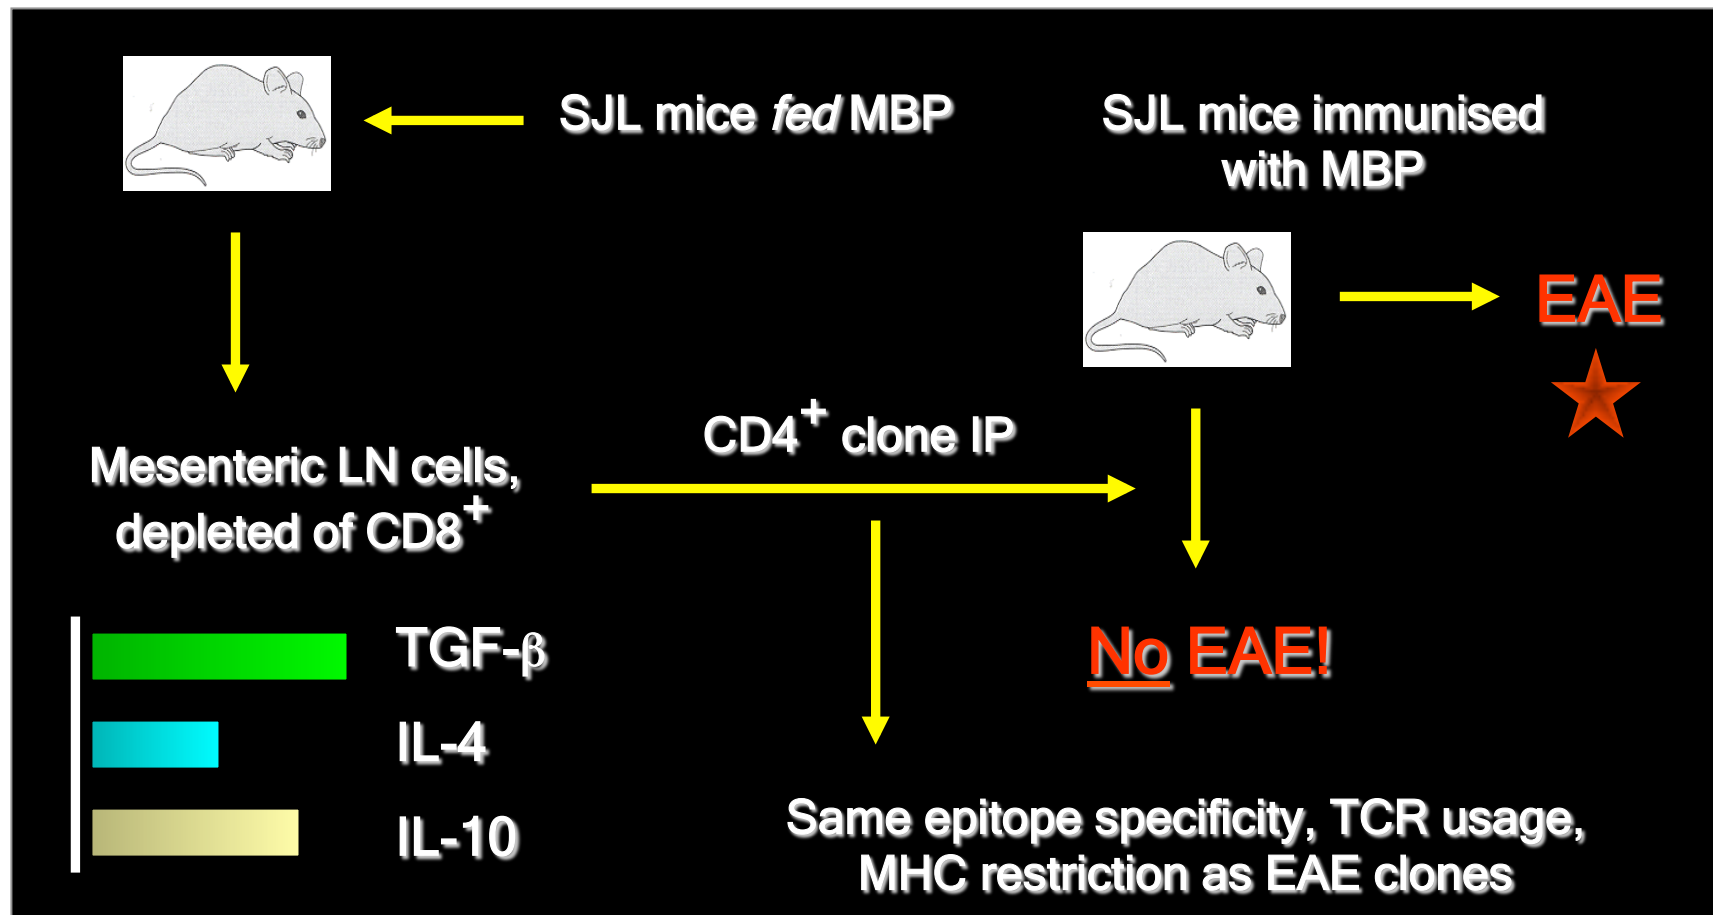 SJL mice fed MBP
SJL mice immunised
with MBP
EAE
CD4+ clone IP
Mesenteric LN cells,
depleted of CD8+
TGF-β
IL-4
IL-10
No EAE!
Same epitope specificity, TCR usage,
MHC restriction as EAE clones